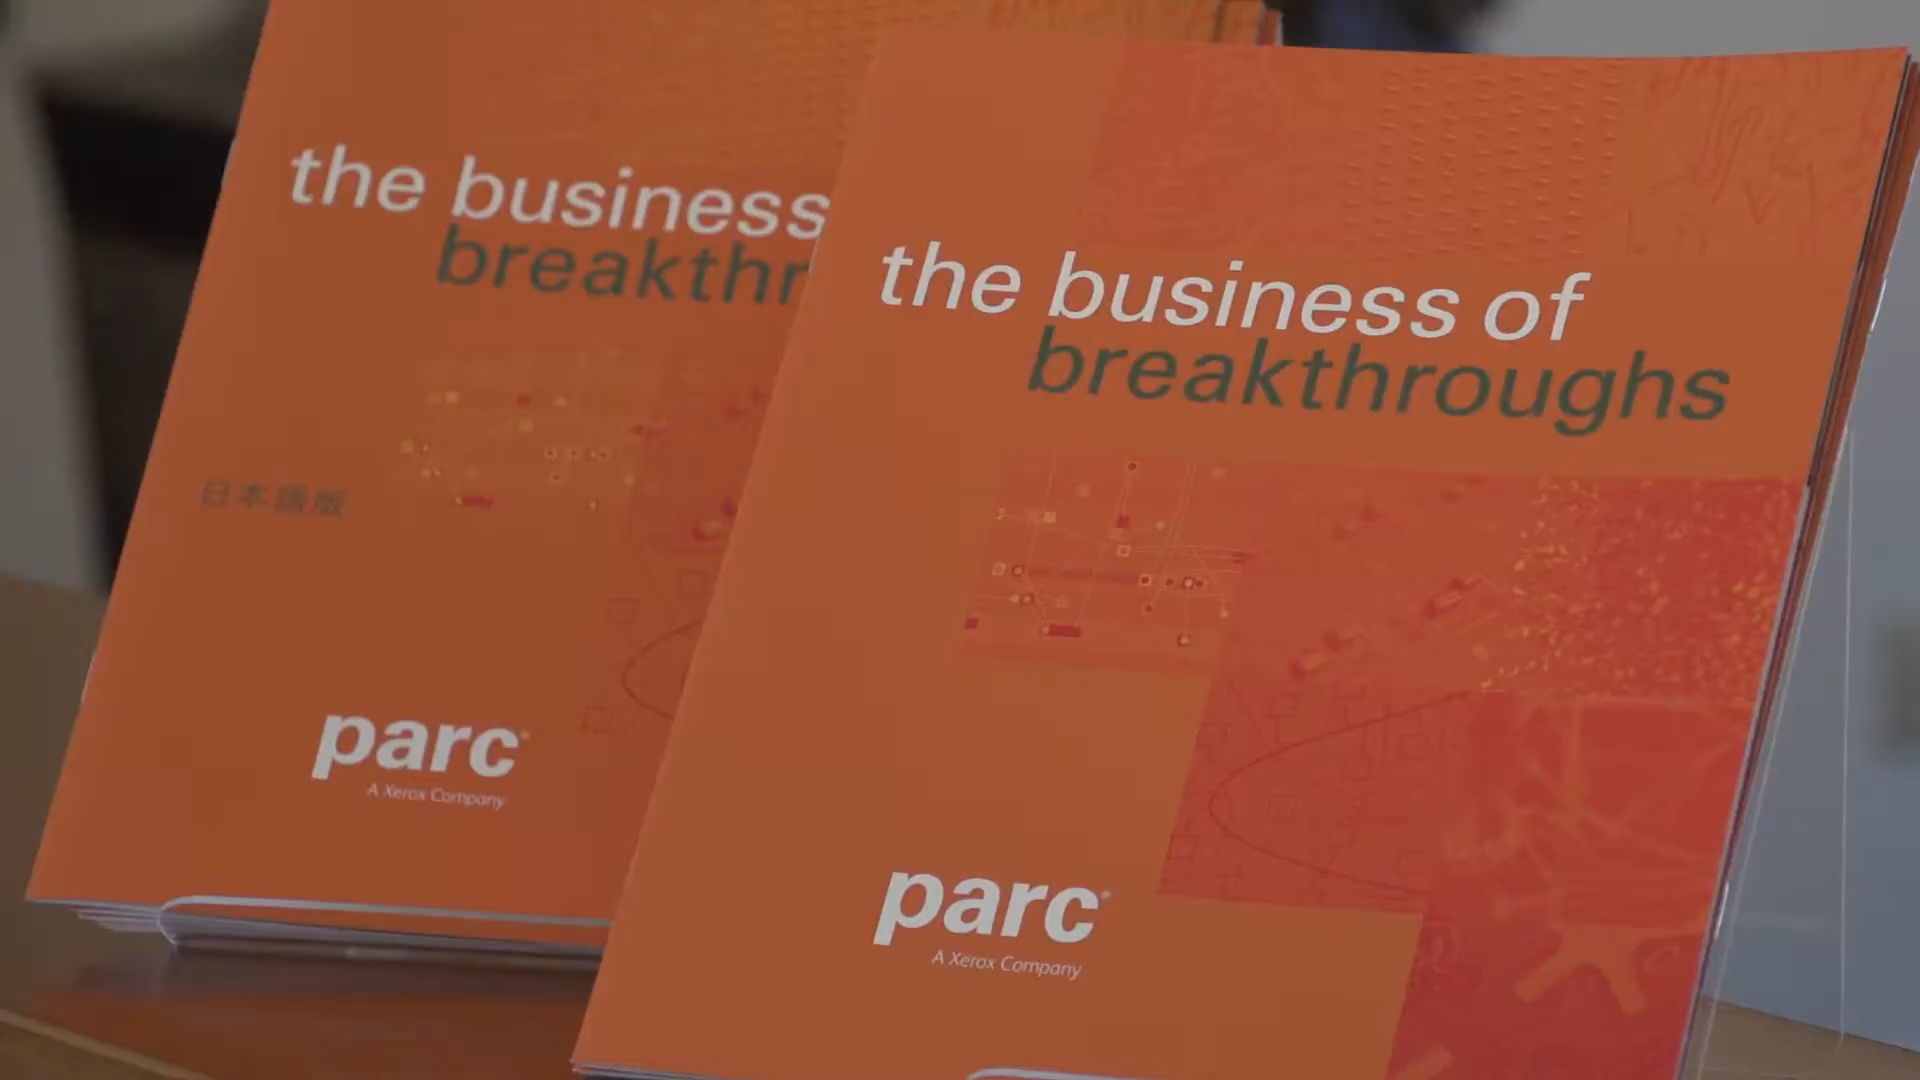 the business
breakthr
日本語版
parc
A Xerox Company
the business of
breakthroughs
parc
A Xerox Company